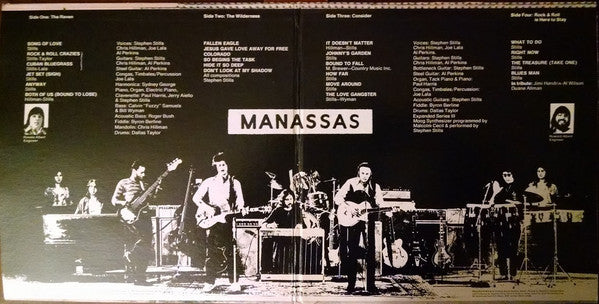 Side One: The Raven
SONG OF LOVE
Stills
ROCK & ROLL CRAZIES
Stills-Taylor
CUBAN BLUEGRASS
Stills-Lala
JET SET (SIGH)
Stills
ANYWAY
Stills
BOTH OF US (BOUND TO LOSE)
Hillman-Stills
Engineer
Voices: Stephen Stills
Chris Hillman, Joe Lala
Al Perkins
Guitars: Stephen Stills
Chris Hillman, Al Perkins
Steel Guitar: Al Perkins
Congas, Timbales, Percussion:
Joe Lala
Harmonica: Sydney George
Piano, Organ, Electric Piano,
Clavinette: Paul Harris, Jerry Aiello
& Stephen Stills
Bass: Calvin "Fuzzy" Samuels
& Bill Wyman
Acoustic Bass: Roger Bush
Fiddle: Byron Berline
Mandolin: Chris Hillman
Drums: Dallas Taylor
Side Two: The Wilderness
FALLEN EAGLE
JESUS GAVE LOVE AWAY FOR FREE
COLORADO
SO BEGINS THE TASK
HIDE IT SO DEEP
DON'T LOOK AT MY SHADOW
All compositions
Stephen Stills
Side Three: Consider
IT DOESN'T MATTER
Hillman-Stills
JOHNNY'S GARDEN
Stills
BOUND TO FALL
M. Brewer-Country Music Inc.
HOW FAR
Stills
MOVE AROUND
Stills
THE LOVE GANGSTER
Stills-Wyman
Voices: Stephen Stills
Chris Hillman, Joe Lala
Al Perkins
Guitars: Stephen Stills
Chris Hillman, Al Perkins
Steel Guitar: Al Perkins
Bottleneck Guitar: Stephen Stills
Organ, Tack Piano & Piano:
Paul Harris
Congas, Timbales, Percussion:
Joe Lala
Acoustic Guitars: Stephen Stills
Fiddle: Byron Berline
Drums: Dallas Taylor
Expanded Series III
Moog Synthesizer programmed by
Malcolm Cecil & performed by
Stephen Stills
Side Four: Rock & Roll
is Here to Stay
WHAT TO DO
Stills
RIGHT NOW
Stills
THE TREASURE (TAKE ONE)
Stills
BLUES MAN
Stills
In tribute: Jimi Hendrix Al Wilson
Duane Allman
Howard Albert
Engineer
MANASSAS